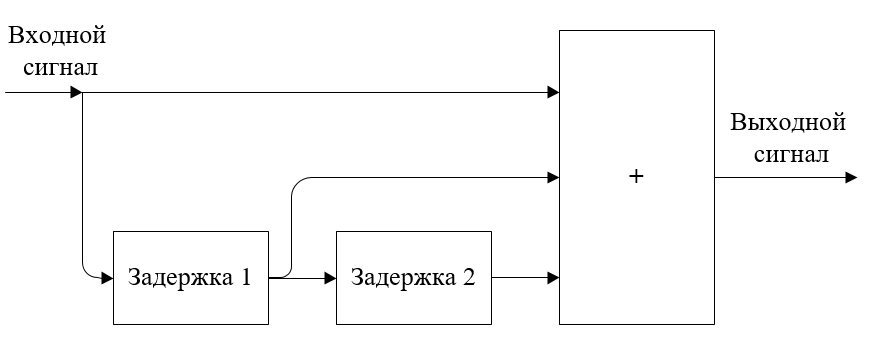 Входной
сигнал
Выходной
сигнал
+
Задержка 1
Задержка 2